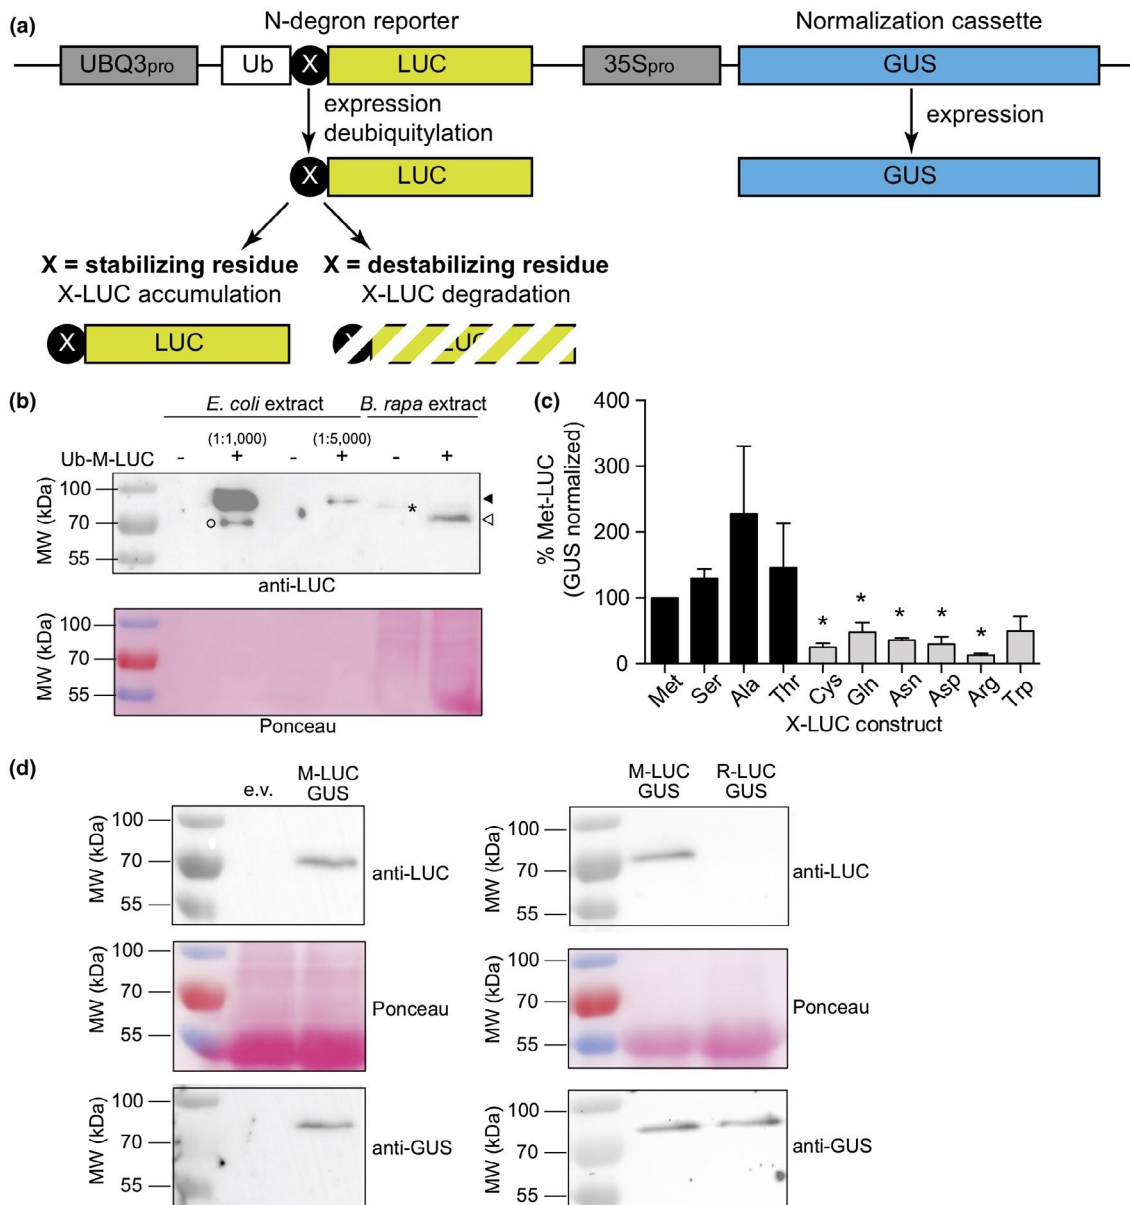 (a)
N-degron reporter
Normalization cassette
UBQ3pro
Ub
X
LUC
35Spro
GUS
expression
deubiquitylation
expression
X
LUC
GUS
X = stabilizing residue
X = destabilizing residue
X-LUC accumulation
X-LUC degradation
X
LUC
X
LUC
(b)
E. coli extract
B. rapa extract
(1:1,000)
(1:5,000)
Ub-M-LUC
- + - + - +
MW (kDa)
100
70
55
*
anti-LUC
MW (kDa)
100
70
55
Ponceau
(c)
% Met-LUC
(GUS normalized)
400
300
200
100
0
* * * * *
Met Ser Ala Thr Cys Gln Asn Asp Arg Trp
X-LUC construct
(d)
e.v.
M-LUC
GUS
MW (kDa)
100
70
55
anti-LUC
MW (kDa)
100
70
55
Ponceau
MW (kDa)
100
70
55
anti-GUS
M-LUC
GUS
R-LUC
GUS
MW (kDa)
100
70
55
anti-LUC
MW (kDa)
100
70
55
Ponceau
MW (kDa)
100
70
55
anti-GUS